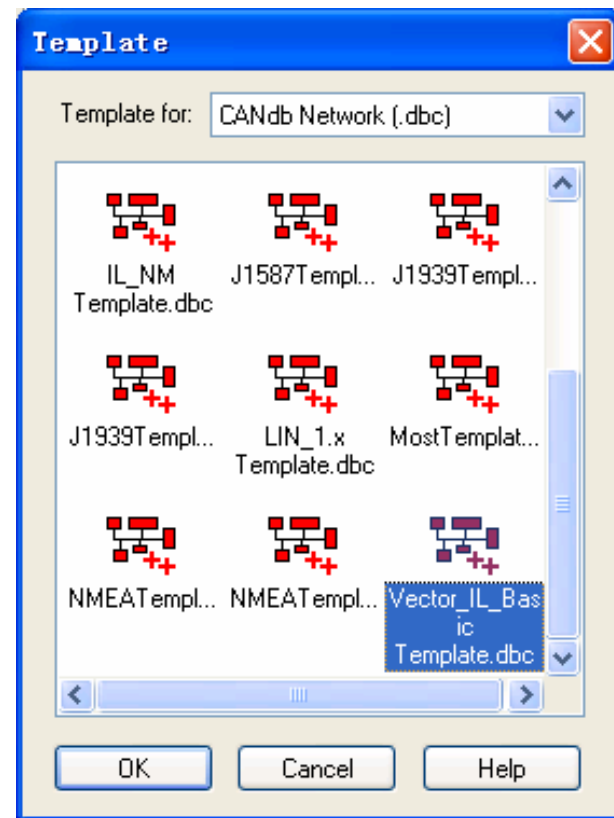 Template
Template for: CANdb Network (.dbc)
IL_NM
Template.dbc
J1587Templ...
J1939Templ...
J1939Templ...
LIN_1.x
Template.dbc
MostTemplat...
NMEATempl...
NMEATempl...
Vector_IL_Bas
ic
Template.dbc
OK
Cancel
Help